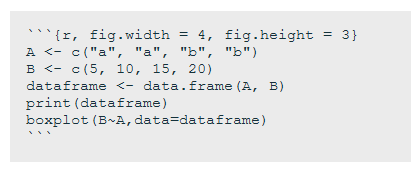 ```{r, fig.width = 4, fig.height = 3}
A <- c("a", "a", "b", "b")
B <- c(5, 10, 15, 20)
dataframe <- data.frame(A, B)
print(dataframe)
boxplot(B~A,data=dataframe)
```